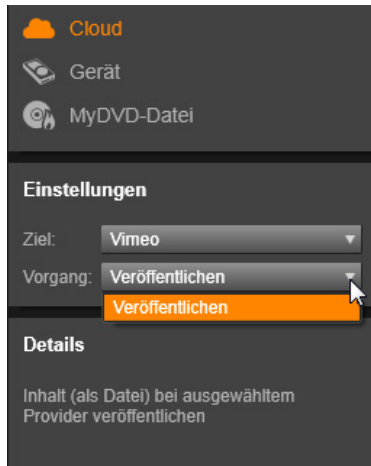 Cloud
Gerät
MyDVD-Datei
Einstellungen
Ziel: Vimeo
Vorgang: Veröffentlichen
Veröffentlichen
Details
Inhalt (als Datei) bei ausgewähltem
Provider veröffentlichen